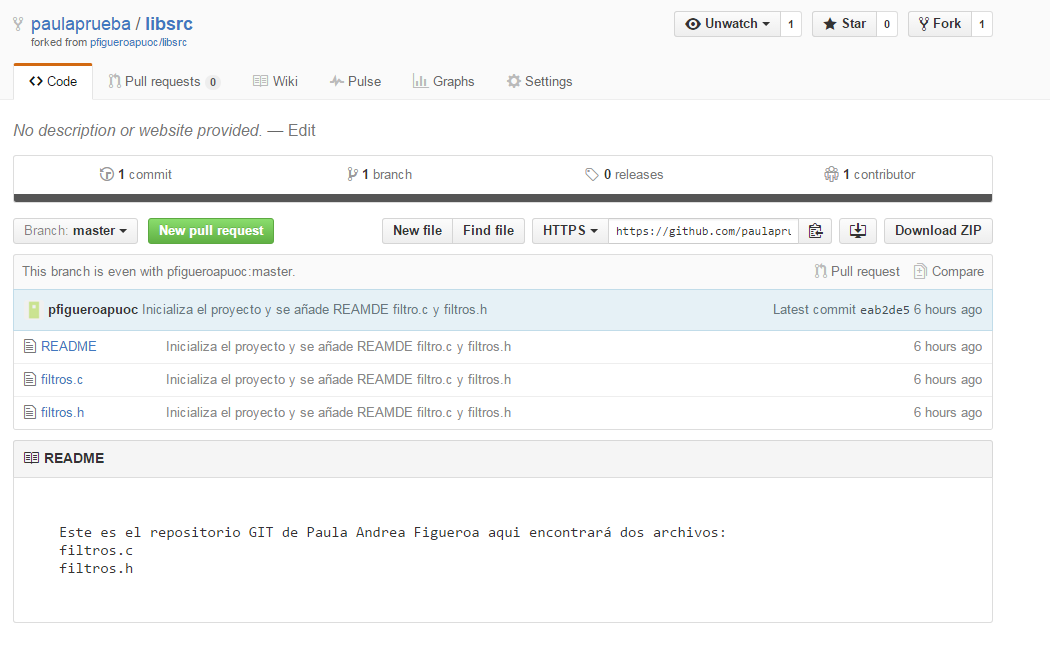 paulaprueba / libsrc
Unwatch 1 Star 0 Fork 1
forked from pfigueroapuoc/libsrc
Code Pull requests 0 Wiki Pulse Graphs Settings
No description or website provided. — Edit
1 commit 1 branch 0 releases 1 contributor
Branch: master New pull request New file Find file HTTPS https://github.com/paulapru Download ZIP
This branch is even with pfigueroapuoc:master. Pull request Compare
pfigueroapuoc Inicializa el proyecto y se añade REAMDE filtro.c y filtros.h Latest commit eab2de5 6 hours ago
README Inicializa el proyecto y se añade REAMDE filtro.c y filtros.h 6 hours ago
filtros.c Inicializa el proyecto y se añade REAMDE filtro.c y filtros.h 6 hours ago
filtros.h Inicializa el proyecto y se añade REAMDE filtro.c y filtros.h 6 hours ago
README
Este es el repositorio GIT de Paula Andrea Figueroa aqui encontrará dos archivos:
filtros.c
filtros.h